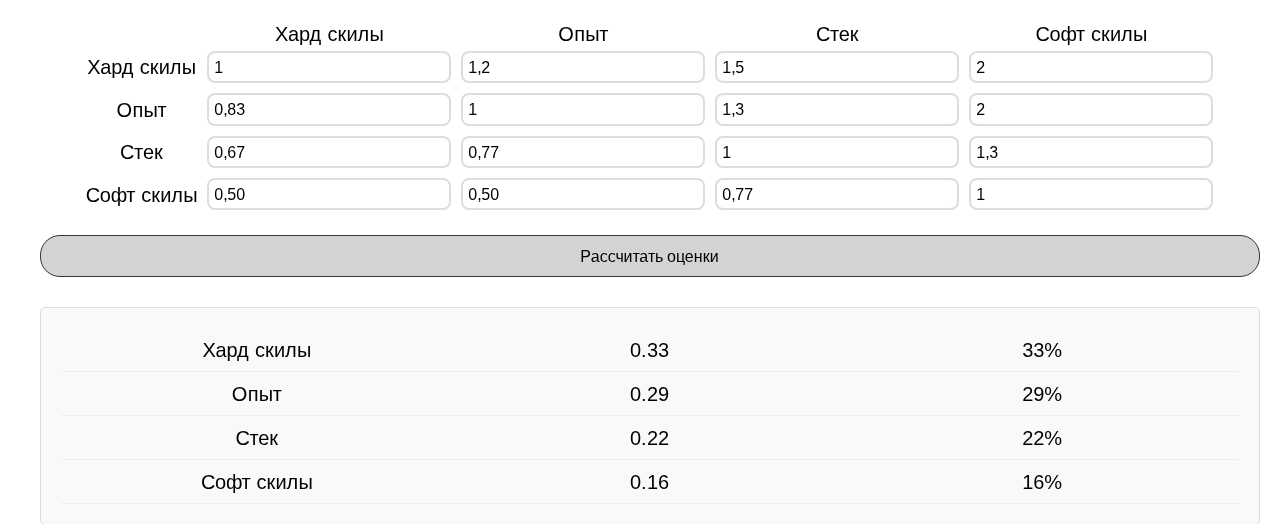 Хард скилы Опыт Стек Софт скилы
Хард скилы 1 1,2 1,5 2
Опыт 0,83 1 1,3 2
Стек 0,67 0,77 1 1,3
Софт скилы 0,50 0,50 0,77 1
Рассчитать оценки
Хард скилы 0.33 33%
Опыт 0.29 29%
Стек 0.22 22%
Софт скилы 0.16 16%